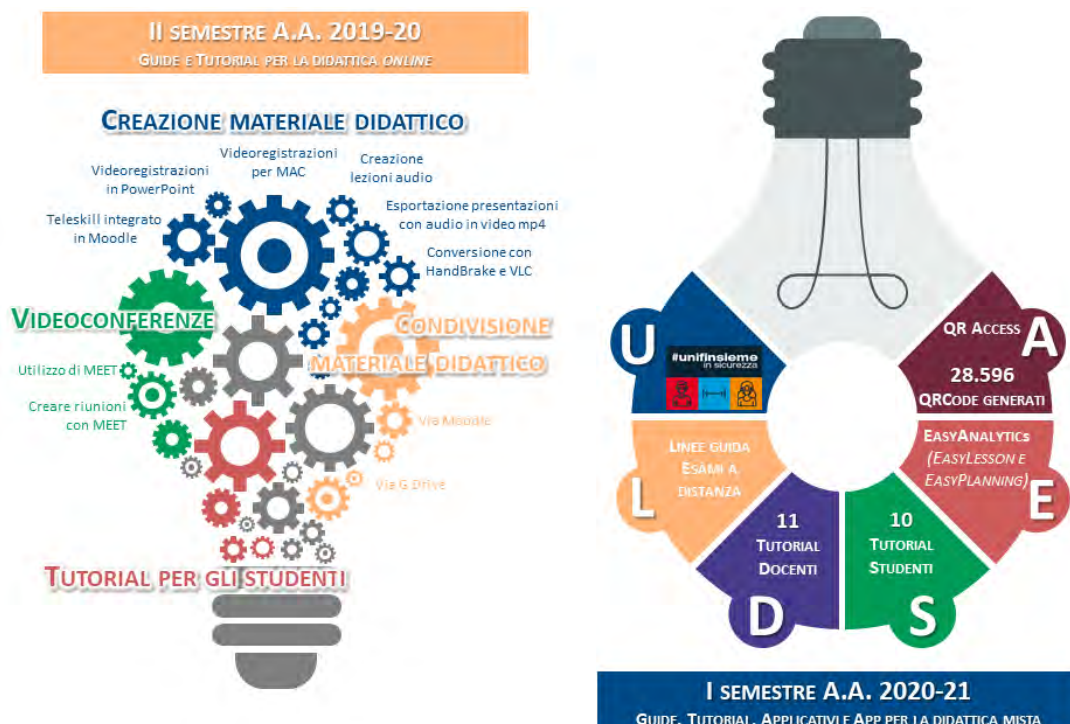 II SEMESTRE A.A. 2019-20
GUIDE E TUTORIAL PER LA DIDATTICA ONLINE
CREAZIONE MATERIALE DIDATTICO
Videoregistrazioni
in PowerPoint
Videoregistrazioni
per MAC
Creazione
lezioni audio
Teleskill integrato
in Moodle
Esportazione presentazioni
con audio in video mp4
Conversione con
HandBrake e VLC
VIDEOCONFERENZE
Utilizzo di MEET
Creare riunioni
con MEET
CONDIVISIONE
MATERIALE DIDATTICO
Via Moodle
Via G Drive
TUTORIAL PER GLI STUDENTI
U
#unifinsieme
in sicurezza
L
LINEE GUIDA
ESAMI A
DISTANZA
D
11
TUTORIAL
DOCENTI
S
10
TUTORIAL
STUDENTI
E
EASYANALYTICS
(EASYLESSON E
EASYPLANNING)
A
QR ACCESS
28.596
QRCODE GENERATI
I SEMESTRE A.A. 2020-21
GUIDE, TUTORIAL, APPLICATIVI E APP PER LA DIDATTICA MISTA